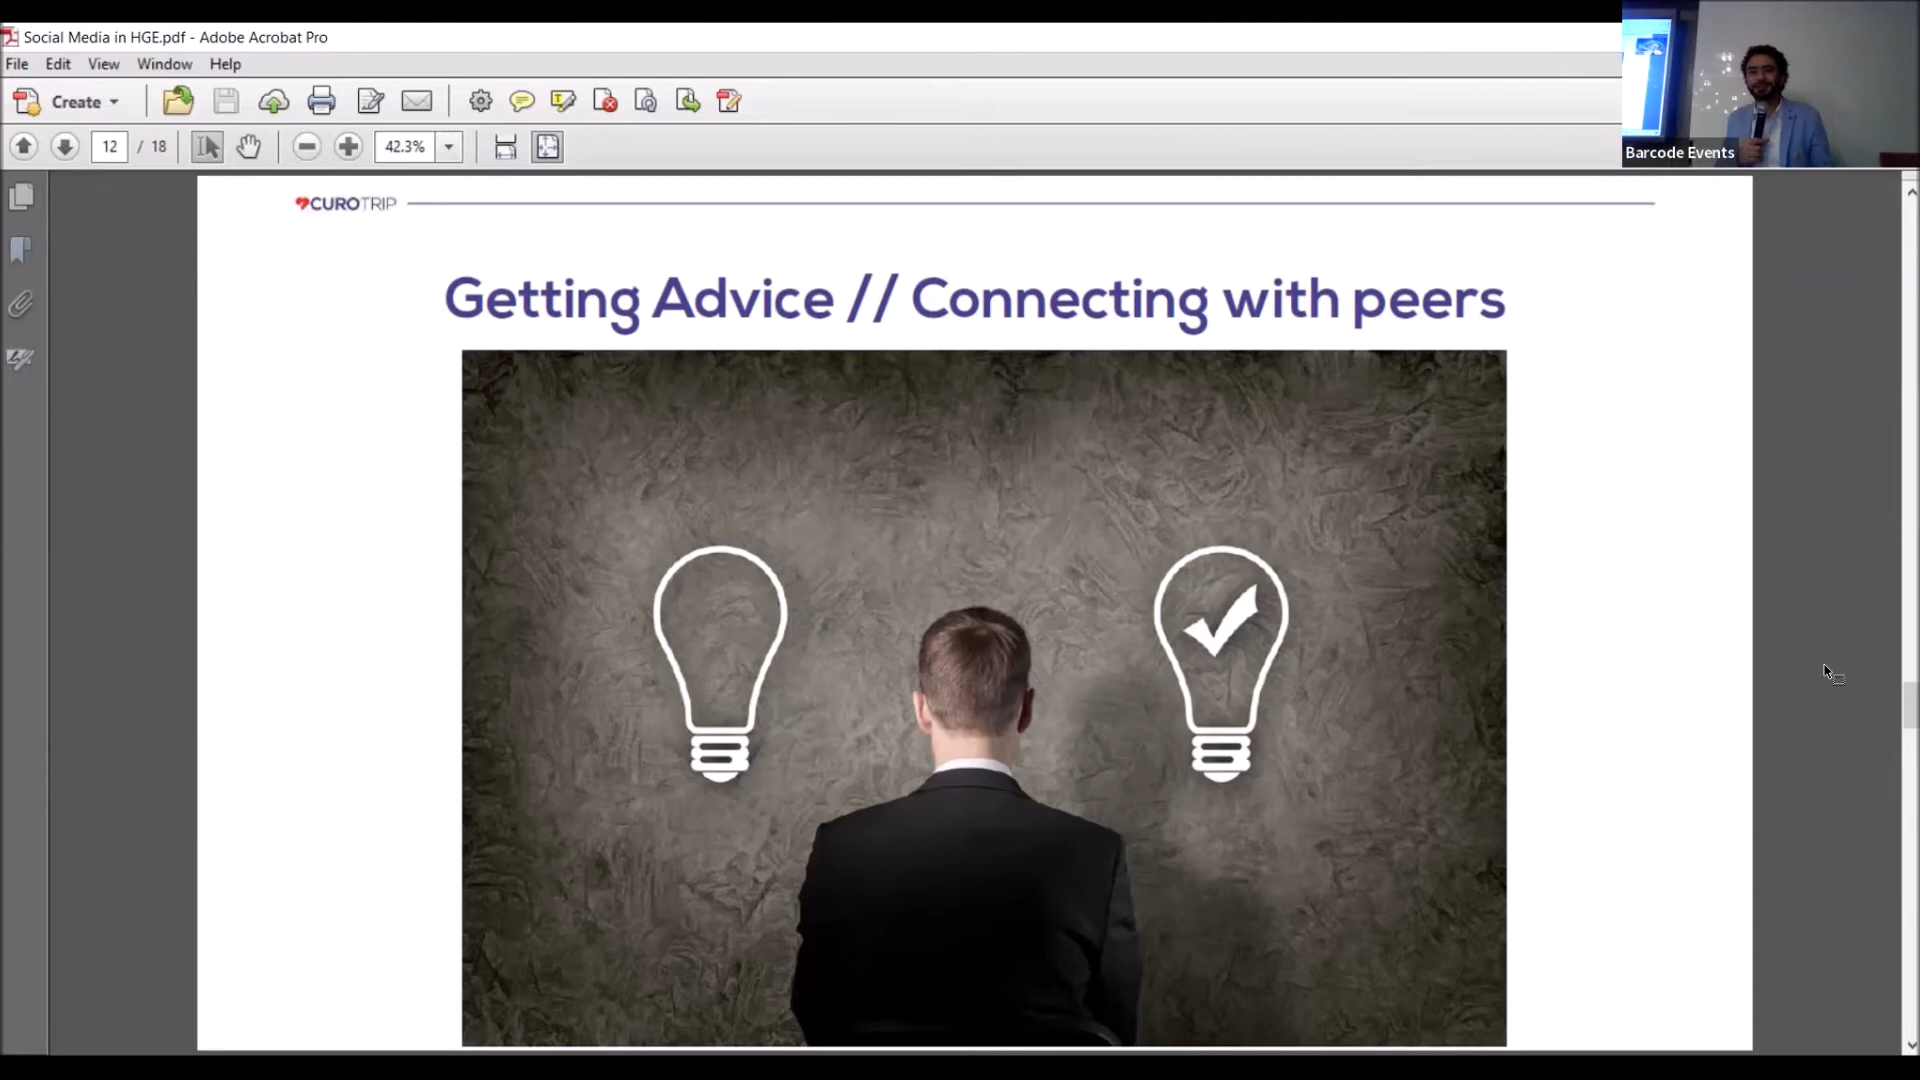 Social Media in HGE.pdf - Adobe Acrobat Pro
File Edit View Window Help
Create
12 / 18
42.3%
Barcode Events
CUROTRIP
Getting Advice // Connecting with peers